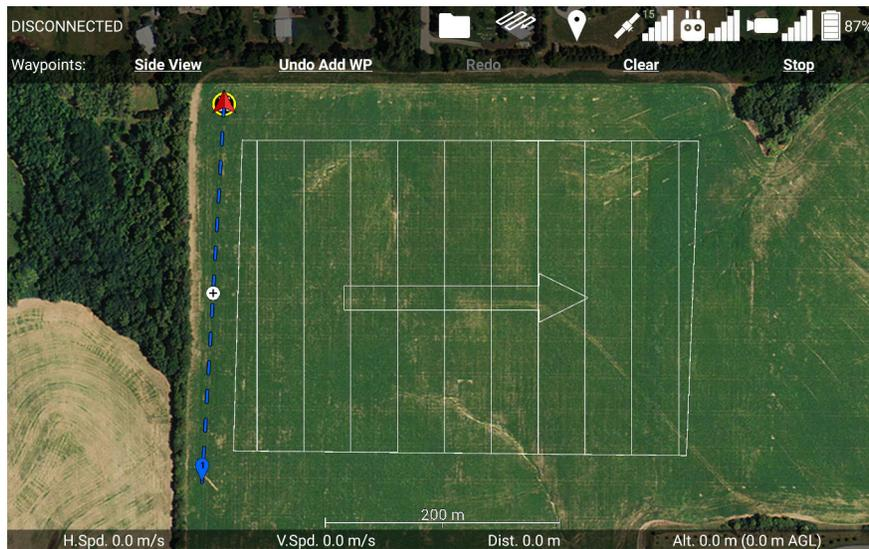 DISCONNECTED
15
87%
Waypoints: Side View Undo Add WP Redo Clear Stop
200 m
H.Spd. 0.0 m/s V.Spd. 0.0 m/s Dist. 0.0 m Alt. 0.0 m (0.0 m AGL)